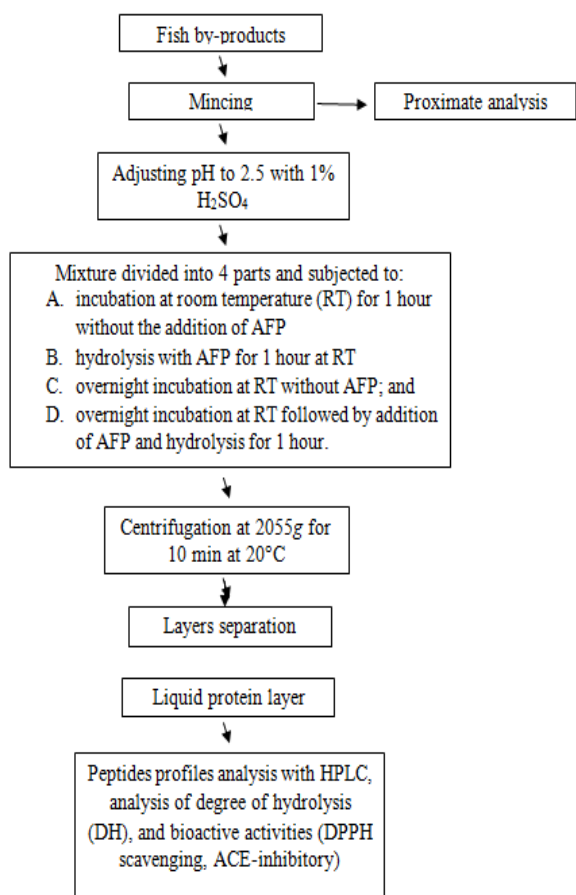 Fish by-products
Mincing
Proximate analysis
Adjusting pH to 2.5 with 1%
H₂SO₄
Mixture divided into 4 parts and subjected to:
A. incubation at room temperature (RT) for 1 hour
without the addition of AFP
B. hydrolysis with AFP for 1 hour at RT
C. overnight incubation at RT without AFP; and
D. overnight incubation at RT followed by addition
of AFP and hydrolysis for 1 hour.
Centrifugation at 2055g for
10 min at 20°C
Layers separation
Liquid protein layer
Peptides profiles analysis with HPLC,
analysis of degree of hydrolysis
(DH), and bioactive activities (DPPH
scavenging, ACE-inhibitory)